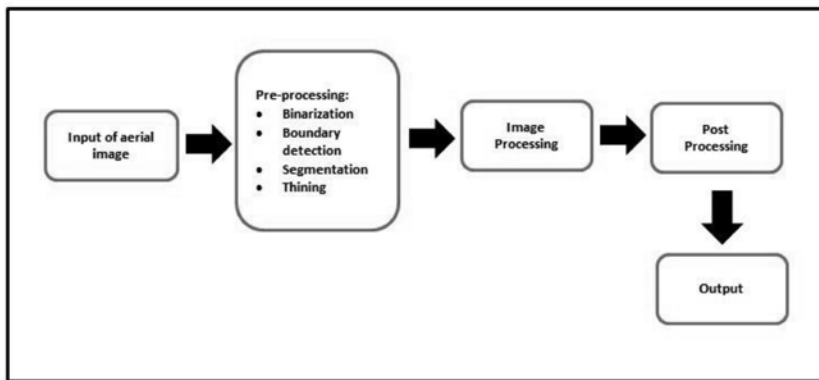 Input of aerial
image
Pre-processing:
• Binarization
• Boundary
detection
• Segmentation
• Thining
Image
Processing
Post
Processing
Output